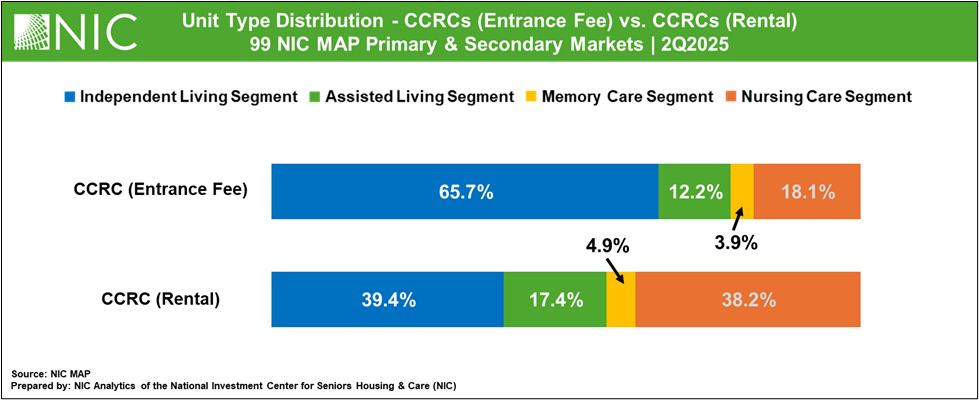 NIC
Unit Type Distribution - CCRCs (Entrance Fee) vs. CCRCs (Rental)
99 NIC MAP Primary & Secondary Markets | 2Q2025
Independent Living Segment Assisted Living Segment Memory Care Segment Nursing Care Segment
CCRC (Entrance Fee) 65.7% 12.2% 18.1%
4.9% 3.9%
CCRC (Rental) 39.4% 17.4% 38.2%
Source: NIC MAP
Prepared by: NIC Analytics of the National Investment Center for Seniors Housing & Care (NIC)